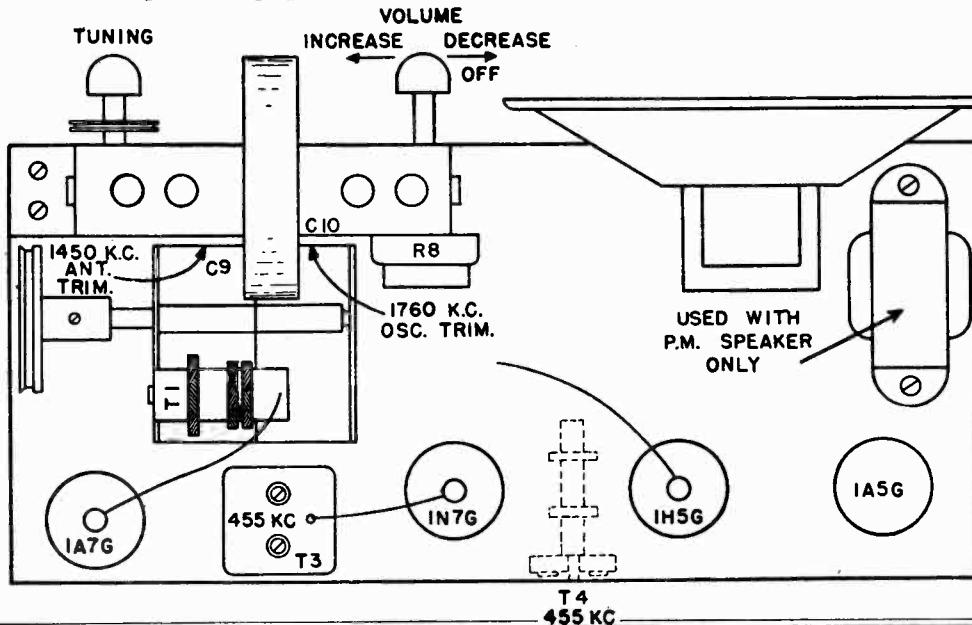 VOLUME
TUNING
INCREASE
DECREASE
OFF
C10
R8
1450 K.C.
ANT.
TRIM.
C9
1760 K.C.
OSC. TRIM.
USED WITH
P.M. SPEAKER
ONLY
T1
1A7G
455 KC
T3
1N7G
1H5G
1A5G
T4
455 KC